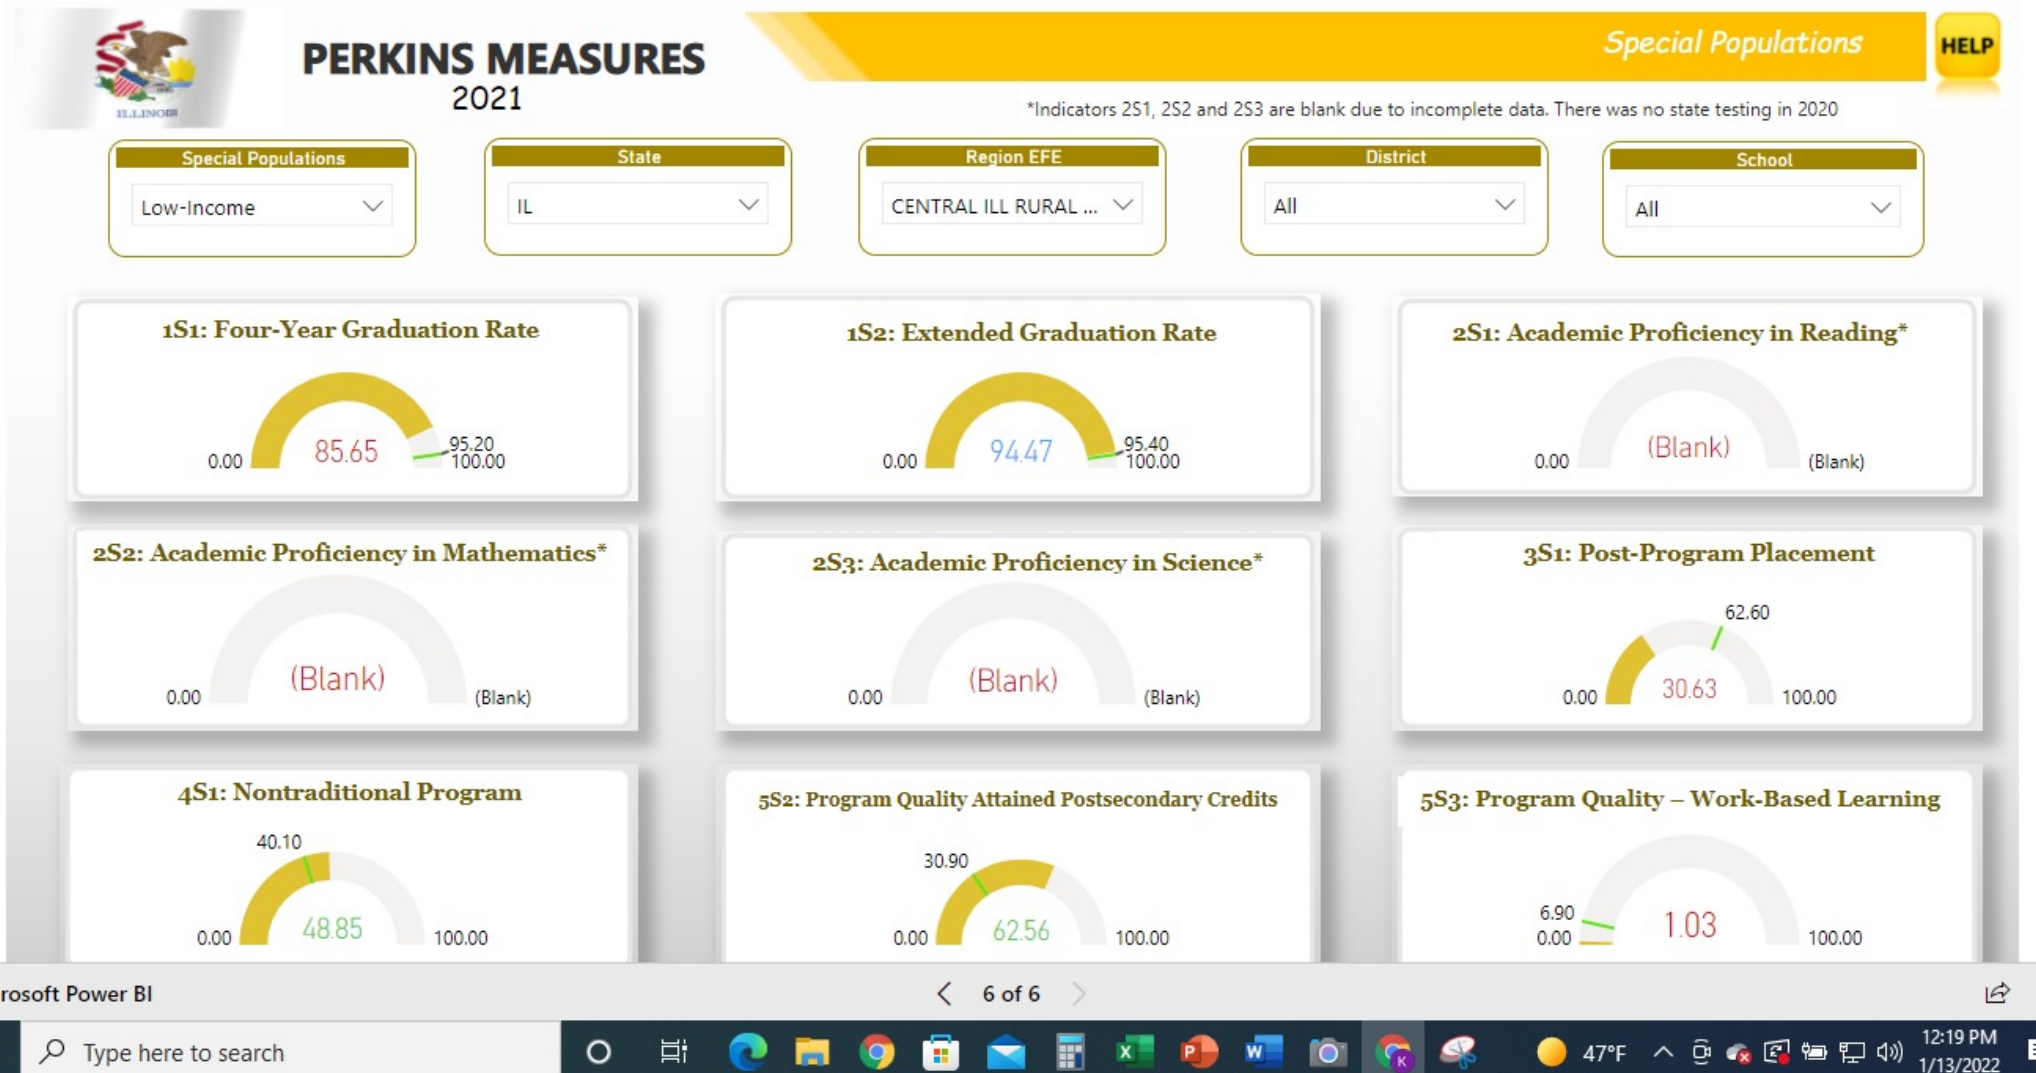 PERKINS MEASURES
2021
ILLINOIS
Special Populations
HELP
*Indicators 2S1, 2S2 and 2S3 are blank due to incomplete data. There was no state testing in 2020
Special Populations
Low-Income
State
IL
Region EFE
CENTRAL ILL RURAL ...
District
All
School
All
1S1: Four-Year Graduation Rate
0.00
85.65
95.20
100.00
1S2: Extended Graduation Rate
0.00
94.47
95.40
100.00
2S1: Academic Proficiency in Reading*
0.00
(Blank)
(Blank)
2S2: Academic Proficiency in Mathematics*
0.00
(Blank)
(Blank)
2S3: Academic Proficiency in Science*
0.00
(Blank)
(Blank)
3S1: Post-Program Placement
62.60
0.00
30.63
100.00
4S1: Nontraditional Program
40.10
0.00
48.85
100.00
5S2: Program Quality Attained Postsecondary Credits
30.90
0.00
62.56
100.00
5S3: Program Quality – Work-Based Learning
6.90
0.00
1.03
100.00
rosoft Power BI
6 of 6
Type here to search
X
P
W
K
47°F
12:19 PM
1/13/2022